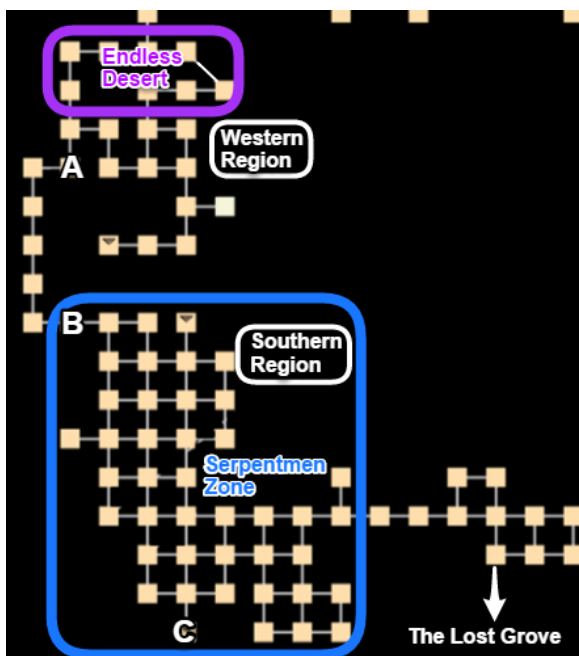 Endless
Desert
Western
Region
A
B
Southern
Region
Serpentmen
Zone
C
The Lost Grove